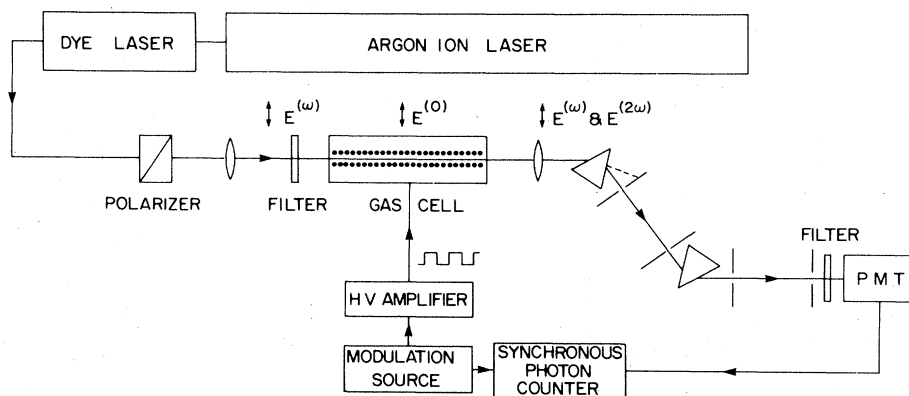 DYE LASER
ARGON ION LASER
E(ω)
E(0)
E(ω) & E(2ω)
POLARIZER
FILTER
GAS CELL
FILTER
PMT
HV AMPLIFIER
MODULATION
SOURCE
SYNCHRONOUS
PHOTON
COUNTER